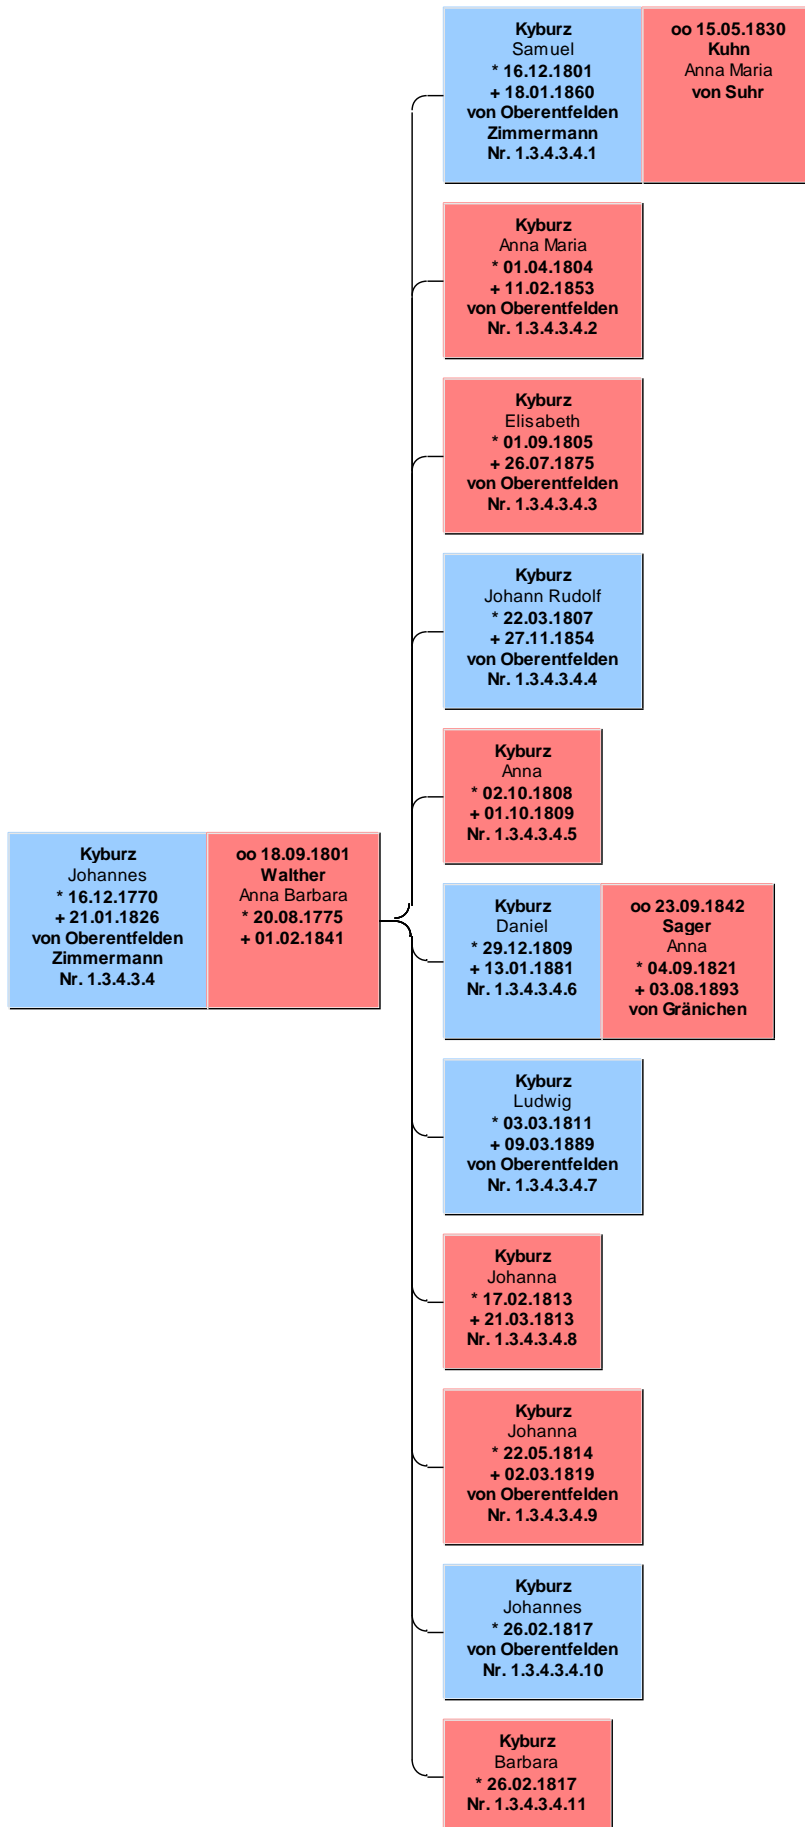 Kyburz
Samuel
* 16.12.1801
+ 18.01.1860
von Oberentfelden
Zimmermann
Nr. 1.3.4.3.4.1
oo 15.05.1830
Kuhn
Anna Maria
von Suhr
Kyburz
Anna Maria
* 01.04.1804
+ 11.02.1853
von Oberentfelden
Nr. 1.3.4.3.4.2
Kyburz
Elisabeth
* 01.09.1805
+ 26.07.1875
von Oberentfelden
Nr. 1.3.4.3.4.3
Kyburz
Johann Rudolf
* 22.03.1807
+ 27.11.1854
von Oberentfelden
Nr. 1.3.4.3.4.4
Kyburz
Anna
* 02.10.1808
+ 01.10.1809
Nr. 1.3.4.3.4.5
Kyburz
Johannes
* 16.12.1770
+ 21.01.1826
von Oberentfelden
Zimmermann
Nr. 1.3.4.3.4
oo 18.09.1801
Walther
Anna Barbara
* 20.08.1775
+ 01.02.1841
Kyburz
Daniel
* 29.12.1809
+ 13.01.1881
Nr. 1.3.4.3.4.6
oo 23.09.1842
Sager
Anna
* 04.09.1821
+ 03.08.1893
von Gränichen
Kyburz
Ludwig
* 03.03.1811
+ 09.03.1889
von Oberentfelden
Nr. 1.3.4.3.4.7
Kyburz
Johanna
* 17.02.1813
+ 21.03.1813
Nr. 1.3.4.3.4.8
Kyburz
Johanna
* 22.05.1814
+ 02.03.1819
von Oberentfelden
Nr. 1.3.4.3.4.9
Kyburz
Johannes
* 26.02.1817
von Oberentfelden
Nr. 1.3.4.3.4.10
Kyburz
Barbara
* 26.02.1817
Nr. 1.3.4.3.4.11